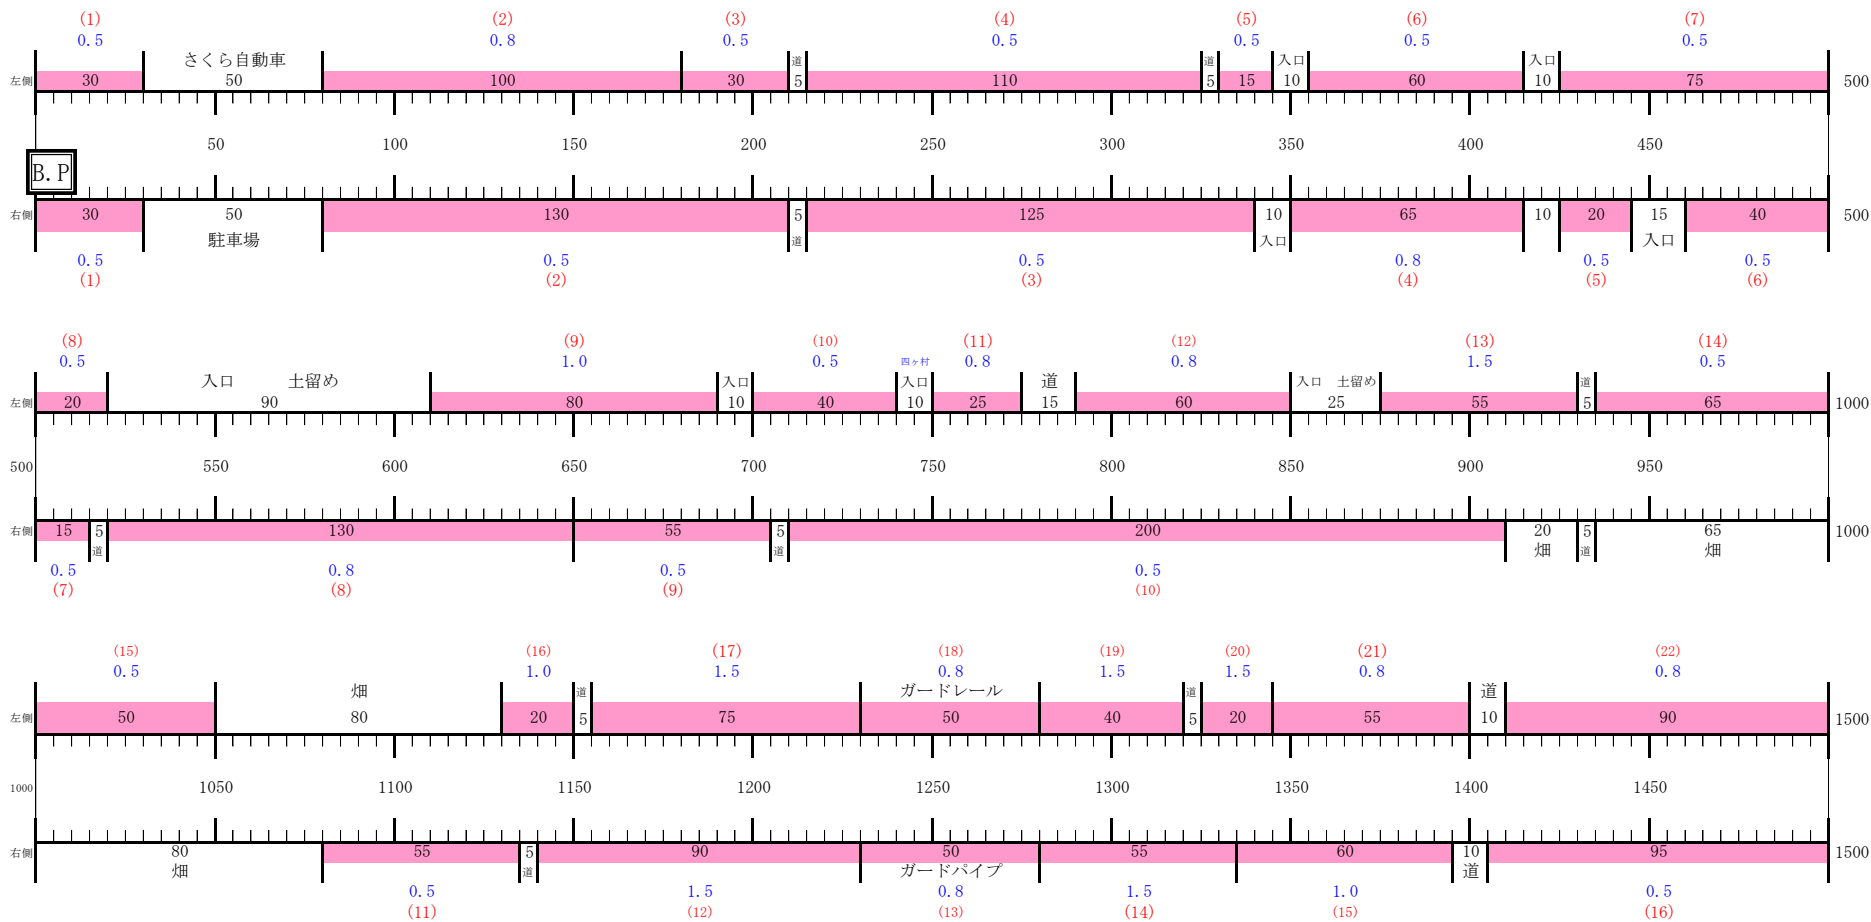 (1) (2) (3) (4) (5) (6) (7)
0.5 0.8 0.5 0.5 0.5 0.5 0.5
さくら自動車 道 道 入口 入口
左側 30 50 100 30 5 110 5 15 10 60 10 75 500
50 100 150 200 250 300 350 400 450
B.P
右側 30 50 130 5 125 10 65 10 20 15 40 500
駐車場 道 入口 入口
0.5 0.5 0.5 0.8 0.5 0.5
(1) (2) (3) (4) (5) (6)
(8) (9) (10) (11) (12) (13) (14)
0.5 1.0 0.5 四ヶ村 0.8 0.8 1.5 0.5
入口 土留め 入口 入口 道 入口 土留め 道
左側 20 90 80 10 40 10 25 15 60 25 55 5 65 1000
500 550 600 650 700 750 800 850 900 950
右側 15 5 130 55 5 200 20 5 65 1000
道 道 畑 道 畑
0.5 0.8 0.5 0.5
(7) (8) (9) (10)
(15) (16) (17) (18) (19) (20) (21) (22)
0.5 1.0 1.5 0.8 1.5 1.5 0.8 0.8
畑 道 ガードレール 道 道
左側 50 80 20 5 75 50 40 5 20 55 10 90 1500
1000 1050 1100 1150 1200 1250 1300 1350 1400 1450
右側 80 55 5 90 50 55 60 10 95 1500
畑 道 ガードパイプ 道
0.5 1.5 0.8 1.5 1.0 0.5
(11) (12) (13) (14) (15) (16)